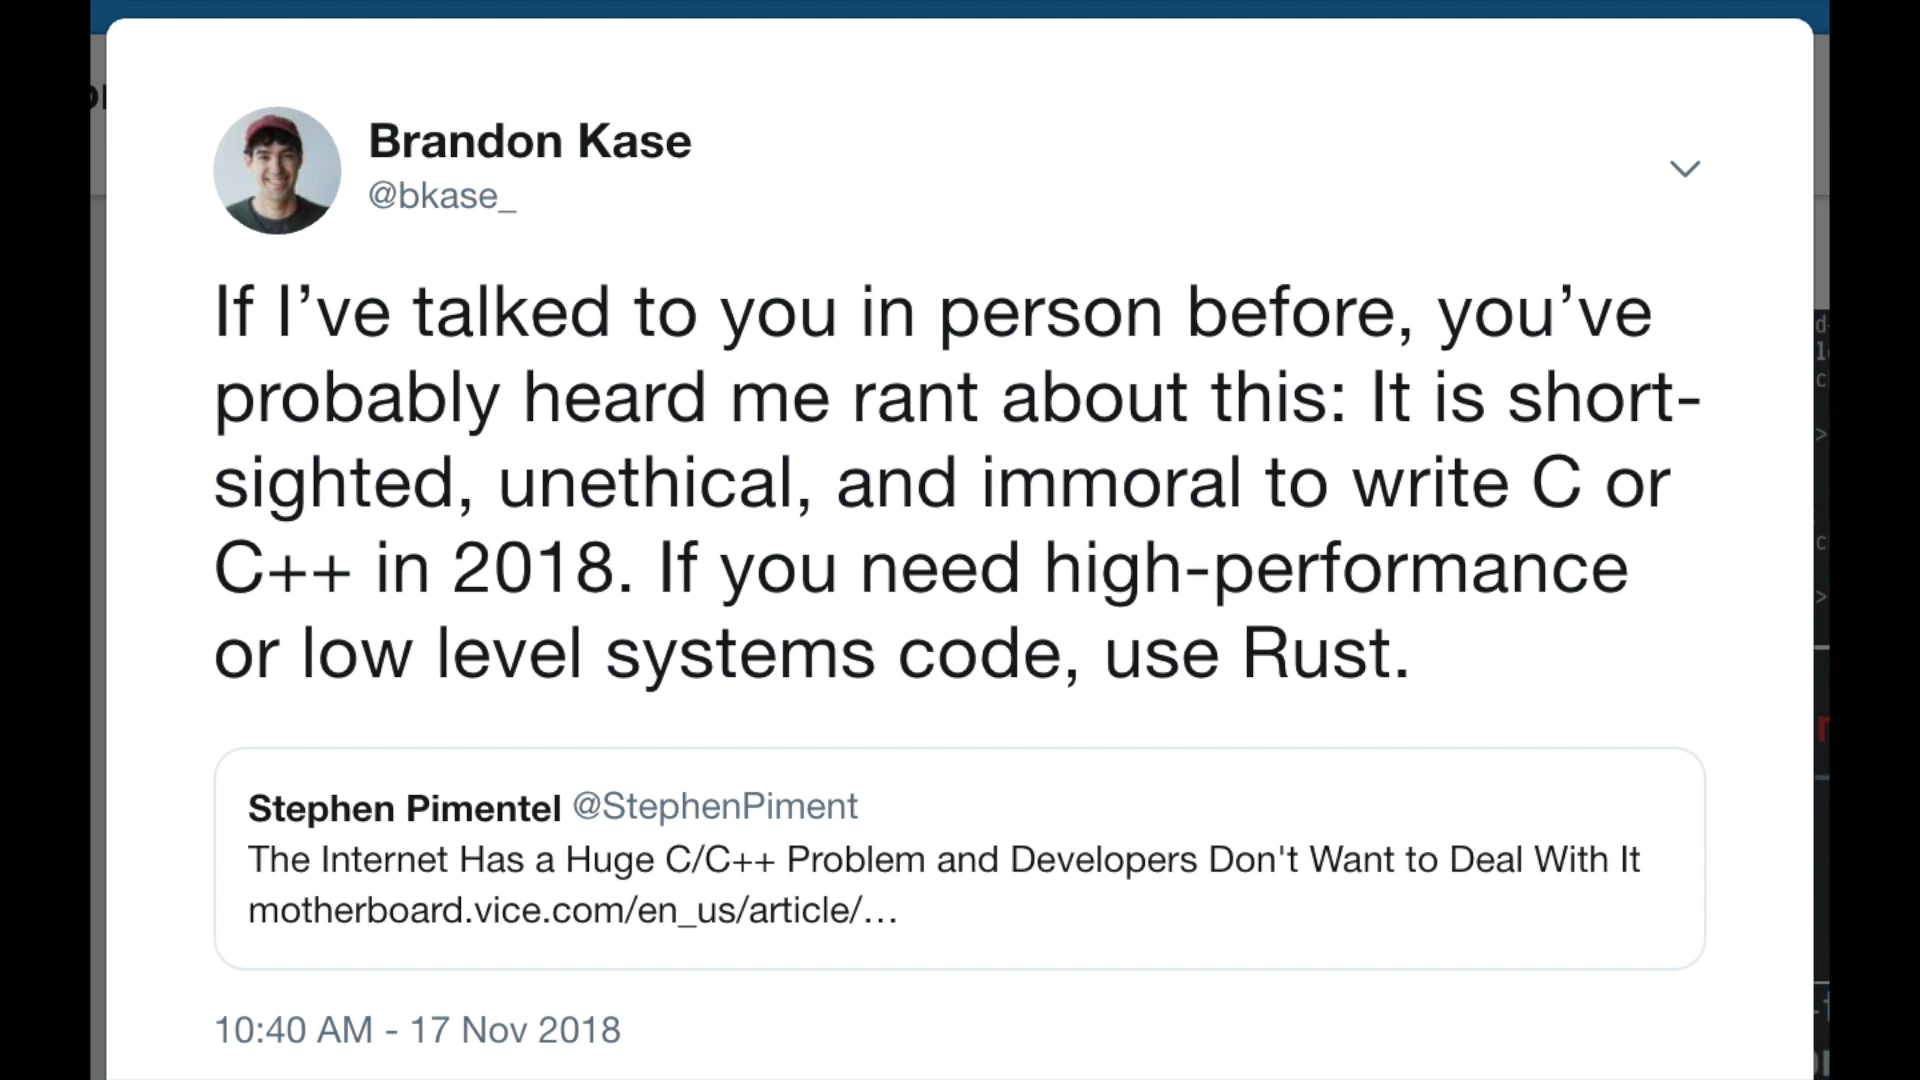 Brandon Kase
@bkase_
If I’ve talked to you in person before, you’ve
probably heard me rant about this: It is short-
sighted, unethical, and immoral to write C or
C++ in 2018. If you need high-performance
or low level systems code, use Rust.
Stephen Pimentel @StephenPiment
The Internet Has a Huge C/C++ Problem and Developers Don't Want to Deal With It
motherboard.vice.com/en_us/article/…
10:40 AM - 17 Nov 2018